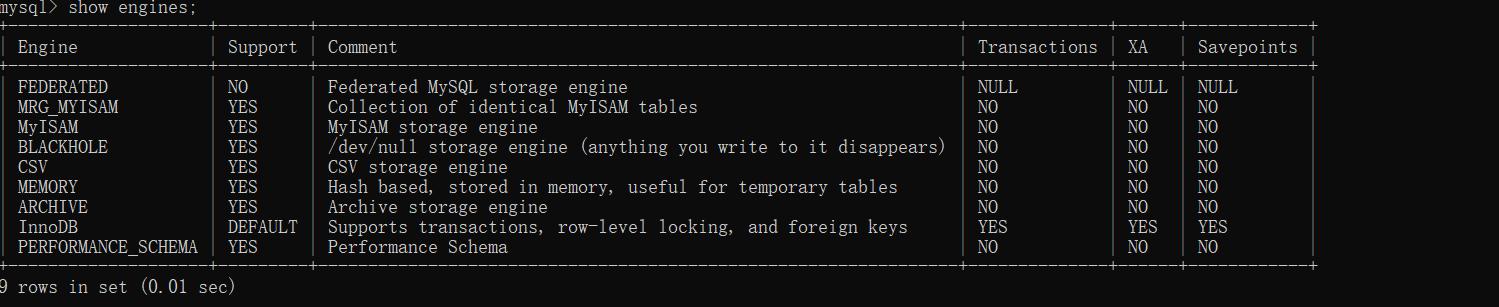 mysql> show engines;
+--------------------+---------+----------------------------------------------------------------+--------------+------+------------+
| Engine             | Support | Comment                                                        | Transactions | XA   | Savepoints |
+--------------------+---------+----------------------------------------------------------------+--------------+------+------------+
| FEDERATED          | NO      | Federated MySQL storage engine                                 | NULL         | NULL | NULL       |
| MRG_MYISAM         | YES     | Collection of identical MyISAM tables                          | NO           | NO   | NO         |
| MyISAM             | YES     | MyISAM storage engine                                          | NO           | NO   | NO         |
| BLACKHOLE          | YES     | /dev/null storage engine (anything you write to it disappears) | NO           | NO   | NO         |
| CSV                | YES     | CSV storage engine                                             | NO           | NO   | NO         |
| MEMORY             | YES     | Hash based, stored in memory, useful for temporary tables      | NO           | NO   | NO         |
| ARCHIVE            | YES     | Archive storage engine                                         | NO           | NO   | NO         |
| InnoDB             | DEFAULT | Supports transactions, row-level locking, and foreign keys     | YES          | YES  | YES        |
| PERFORMANCE_SCHEMA | YES     | Performance Schema                                             | NO           | NO   | NO         |
+--------------------+---------+----------------------------------------------------------------+--------------+------+------------+
9 rows in set (0.01 sec)